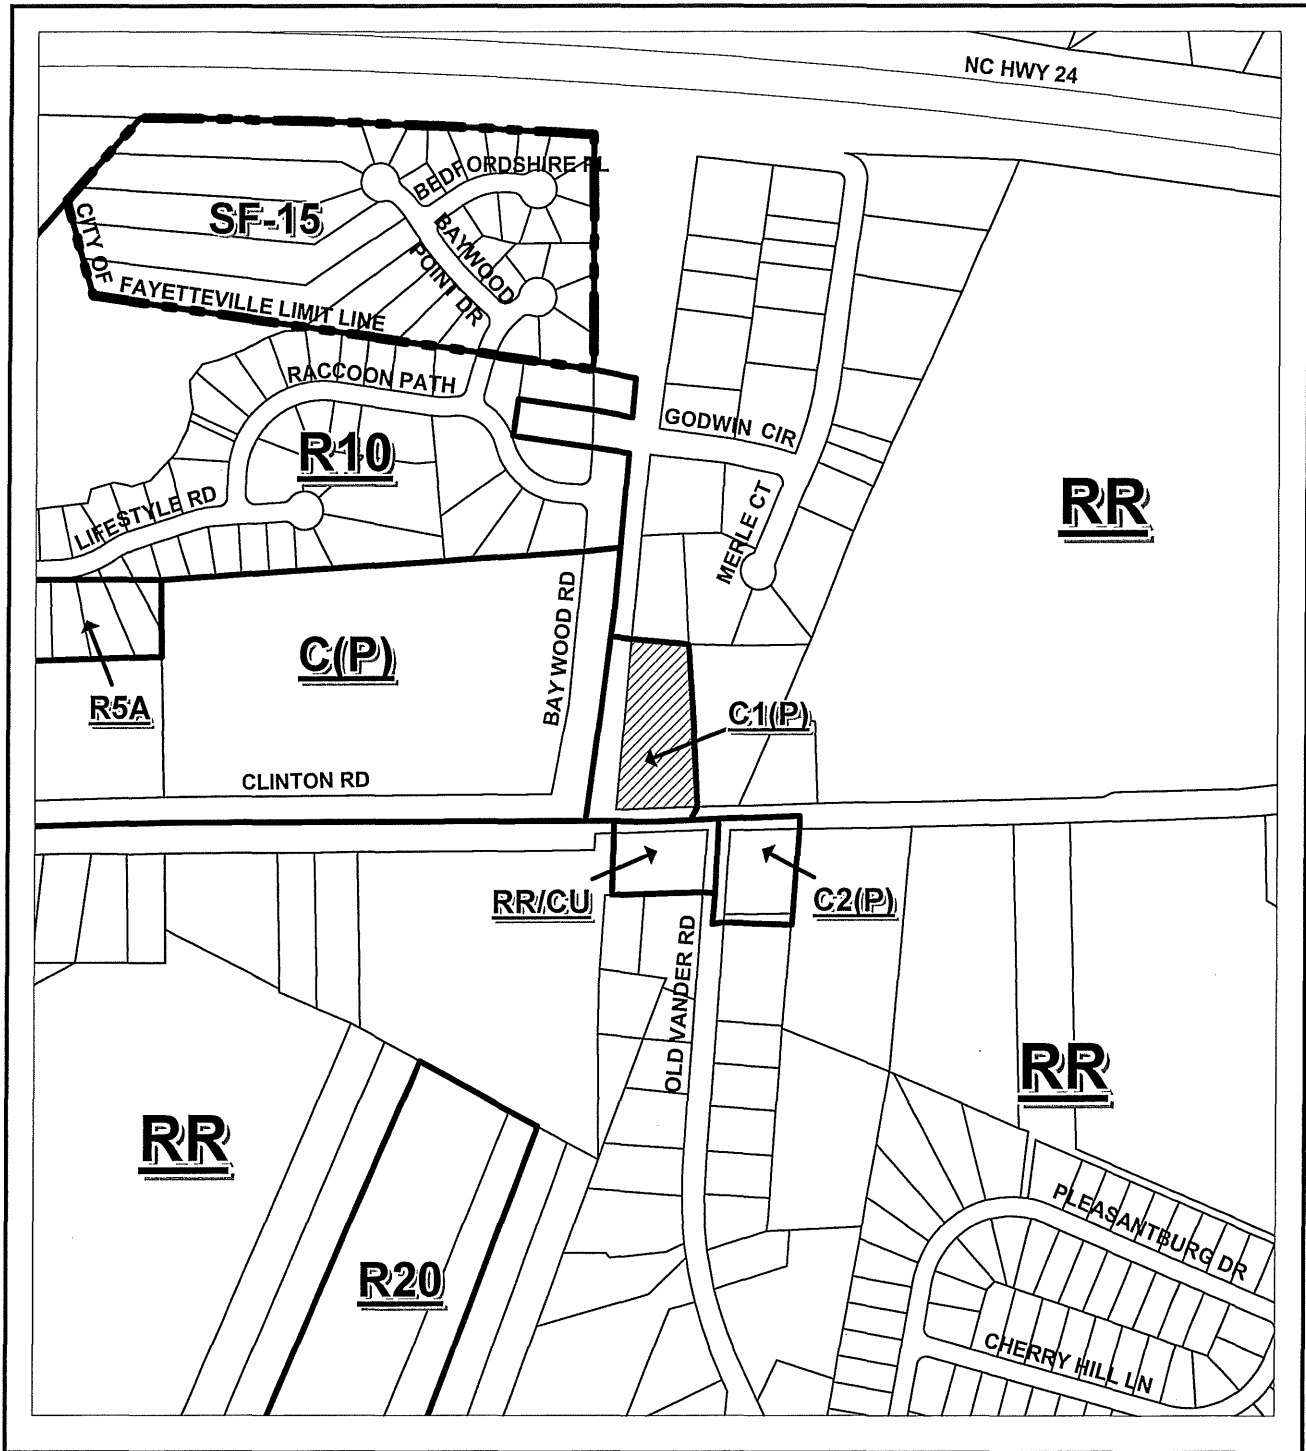 NC HWY 24
BEDFORDSHIRE PL
SF-15
BAYWOOD
POINT DR
CITY OF
FAYETTEVILLE LIMIT LINE
RACCOON PATH
GODWIN CIR
R10
LIFESTYLE RD
MERLE CT
RR
BAYWOOD RD
C(P)
R5A
C1(P)
CLINTON RD
RR/CU
C2(P)
OLD VANDER RD
RR
RR
PLEASANTBURG DR
R20
CHERRY HILL LN